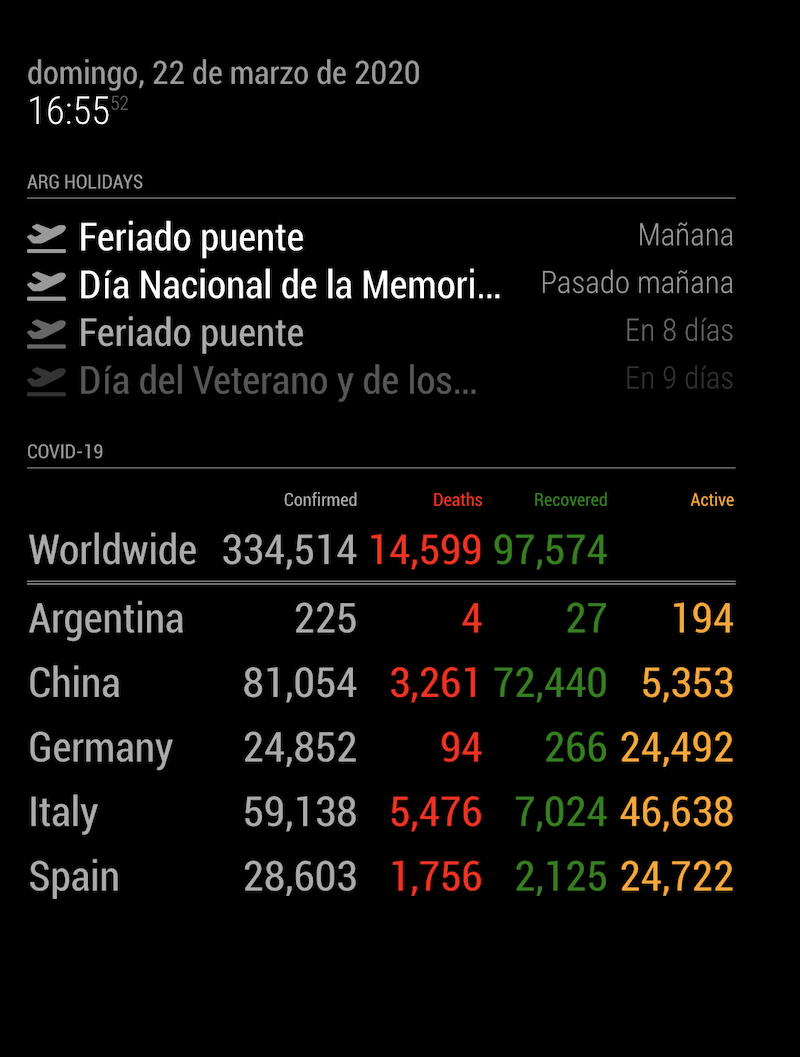 domingo, 22 de marzo de 2020
16:55 52
ARG HOLIDAYS
Feriado puente Mañana
Día Nacional de la Memori... Pasado mañana
Feriado puente En 8 días
Día del Veterano y de los... En 9 días
COVID-19
Confirmed Deaths Recovered Active
Worldwide 334,514 14,599 97,574
Argentina 225 4 27 194
China 81,054 3,261 72,440 5,353
Germany 24,852 94 266 24,492
Italy 59,138 5,476 7,024 46,638
Spain 28,603 1,756 2,125 24,722